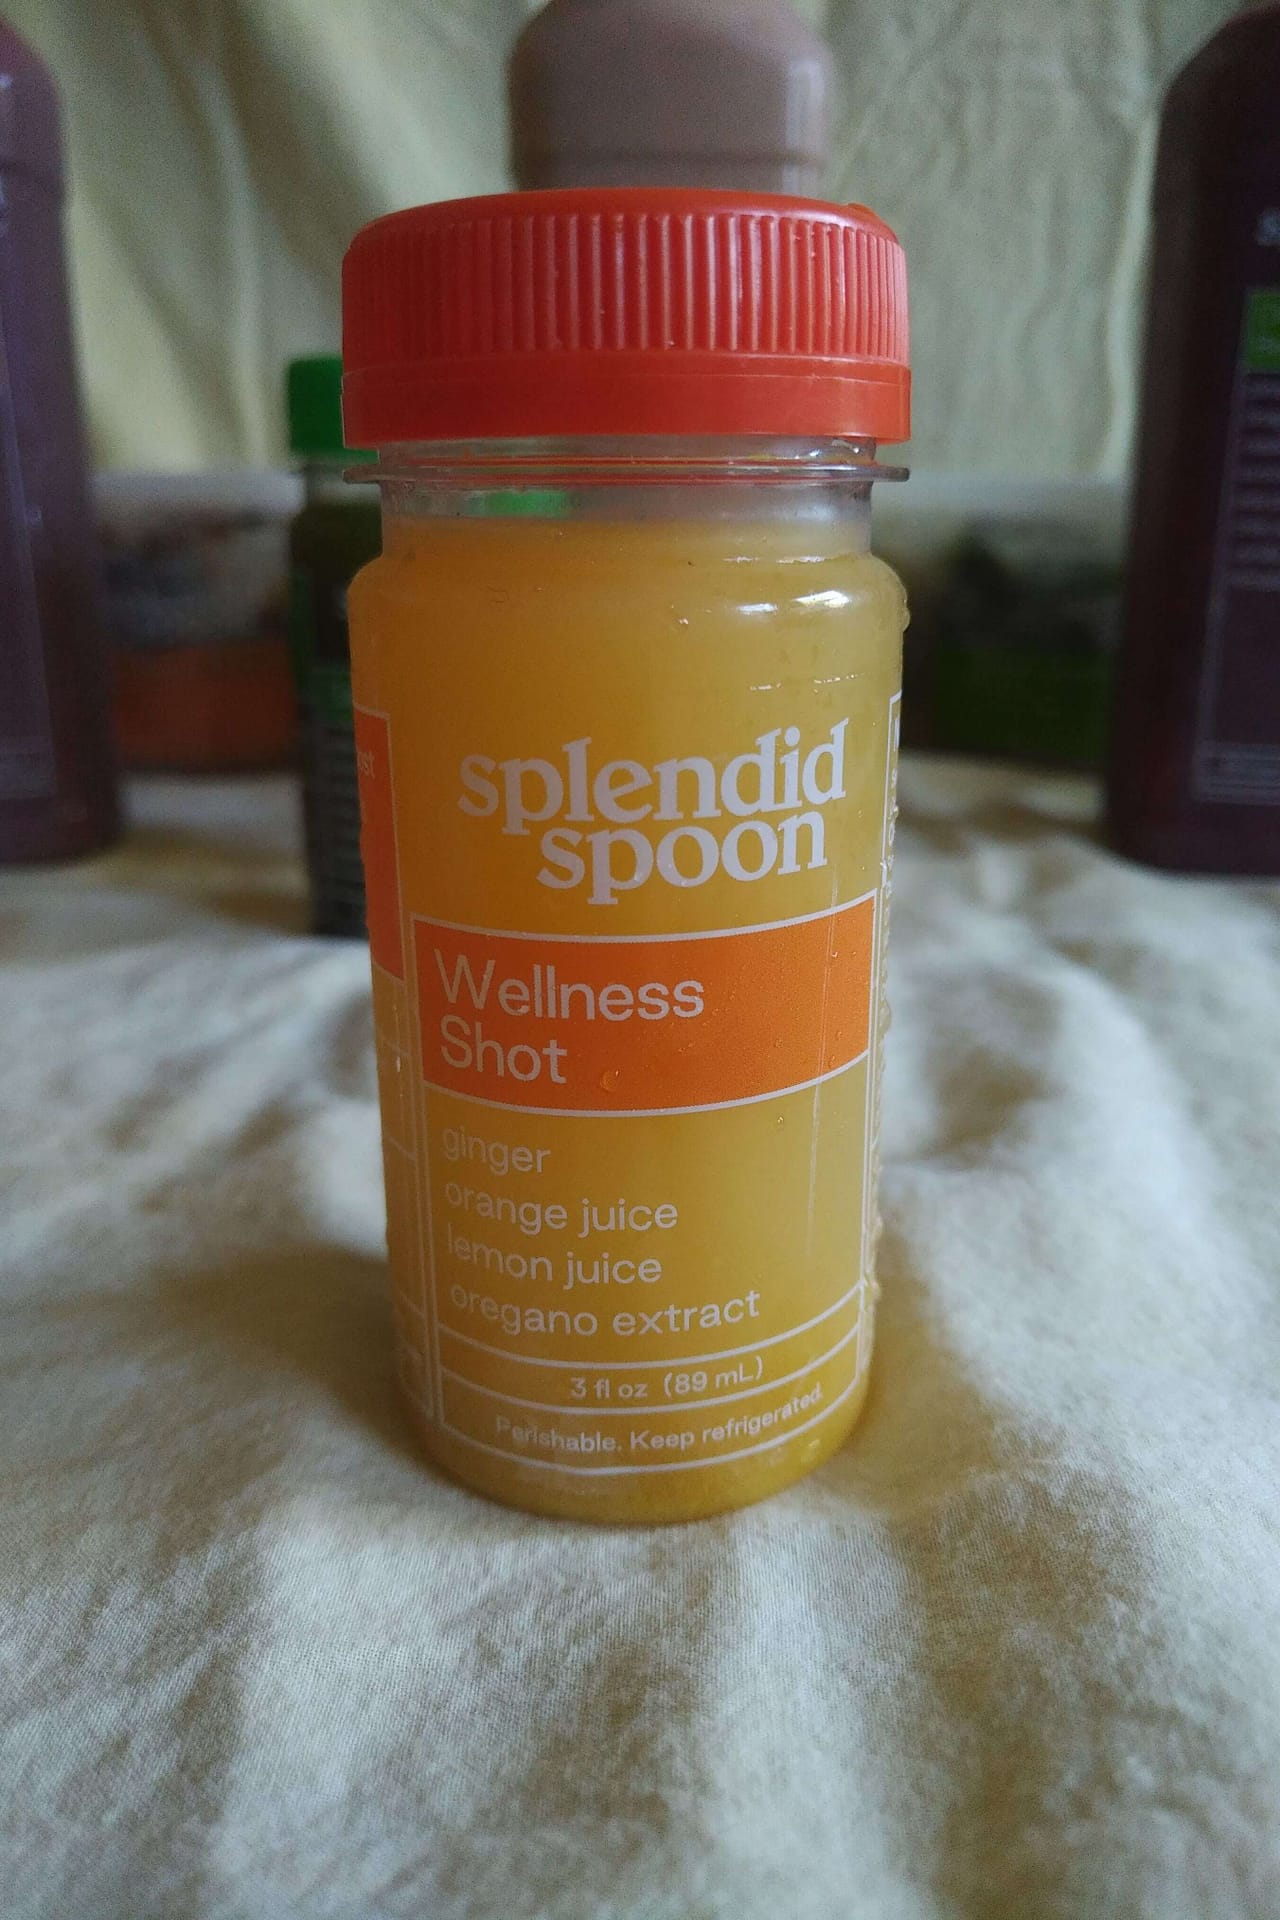 splendid
spoon
Wellness
Shot
ginger
orange juice
lemon juice
oregano extract
3 fl oz (89 mL)
Perishable. Keep refrigerated.